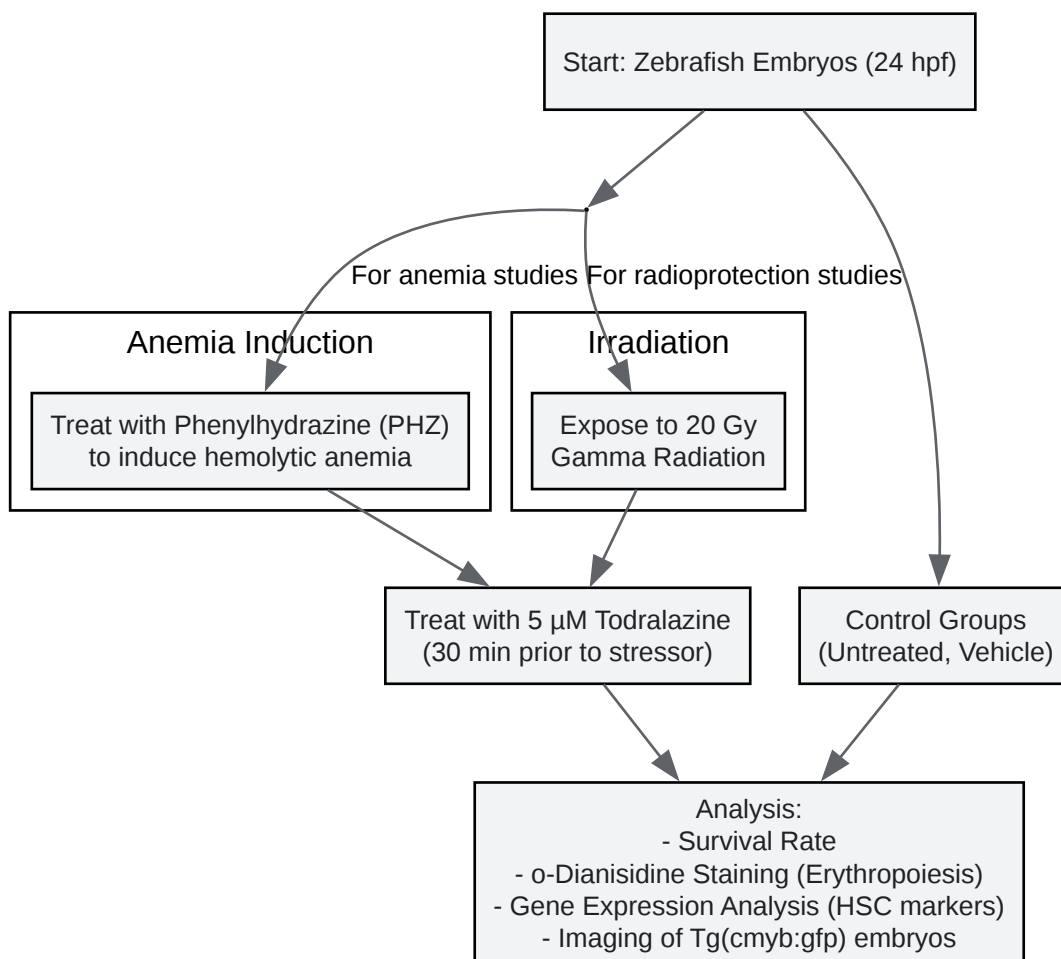 Start: Zebrafish Embryos (24 hpf)
For anemia studies
For radioprotection studies
Anemia Induction
Irradiation
Treat with Phenylhydrazine (PHZ)
to induce hemolytic anemia
Expose to 20 Gy
Gamma Radiation
Treat with 5 µM Todralazine
(30 min prior to stressor)
Control Groups
(Untreated, Vehicle)
Analysis:
- Survival Rate
- o-Dianisidine Staining (Erythropoiesis)
- Gene Expression Analysis (HSC markers)
- Imaging of Tg(cmyb:gfp) embryos